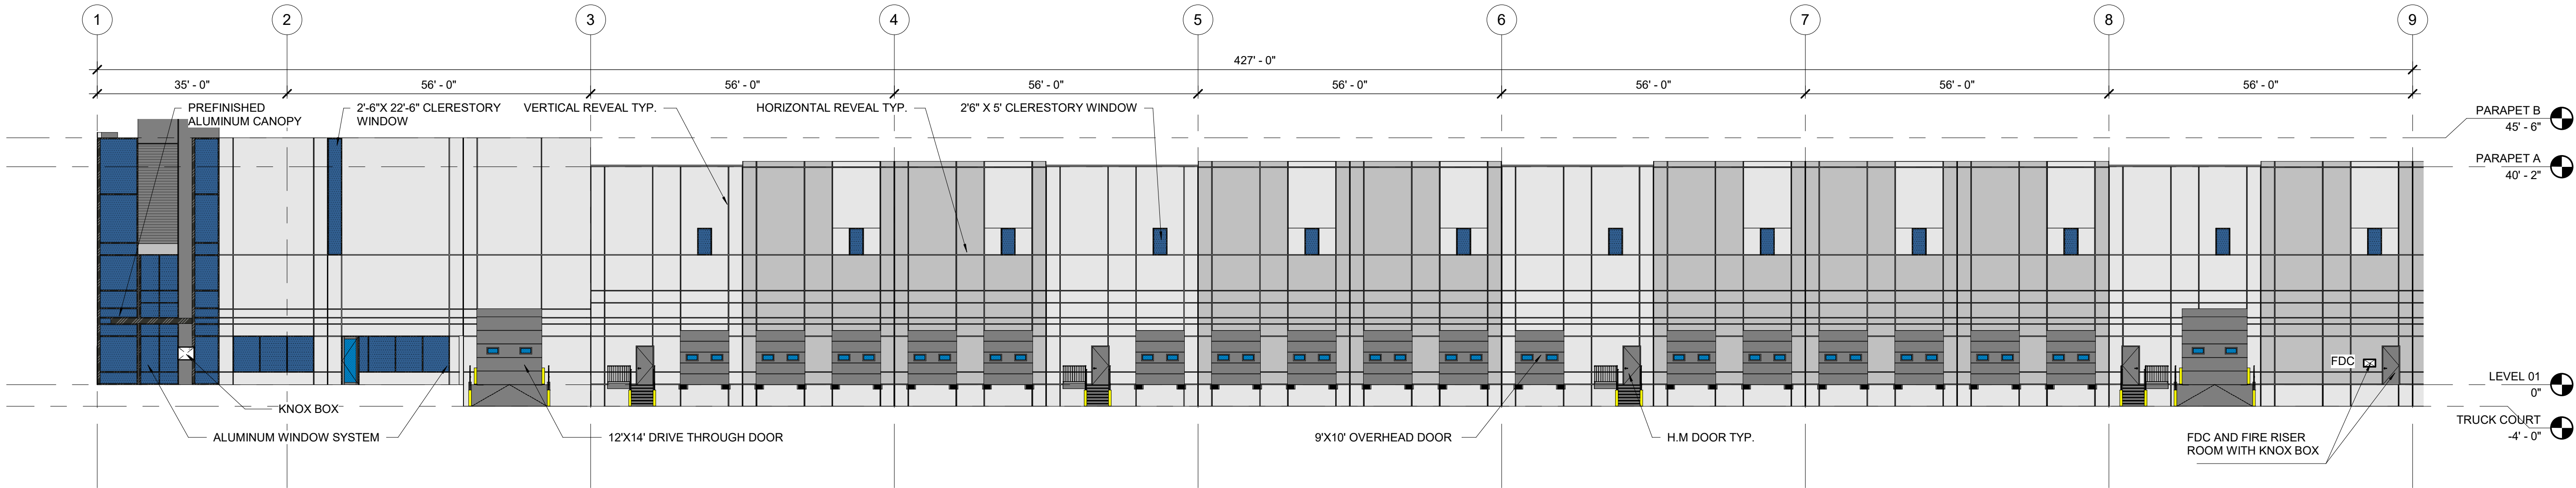 1 2 3 4 5 6 7 8 9
427' - 0"
35' - 0" 56' - 0" 56' - 0" 56' - 0" 56' - 0" 56' - 0" 56' - 0" 56' - 0"
PREFINISHED
ALUMINUM CANOPY
2'-6"X 22'-6" CLERESTORY
WINDOW
VERTICAL REVEAL TYP.
HORIZONTAL REVEAL TYP.
2'6" X 5' CLERESTORY WINDOW
PARAPET B
45' - 6"
PARAPET A
40' - 2"
FDC
LEVEL 01
0"
KNOX BOX
TRUCK COURT
-4' - 0"
ALUMINUM WINDOW SYSTEM
12'X14' DRIVE THROUGH DOOR
9'X10' OVERHEAD DOOR
H.M DOOR TYP.
FDC AND FIRE RISER
ROOM WITH KNOX BOX